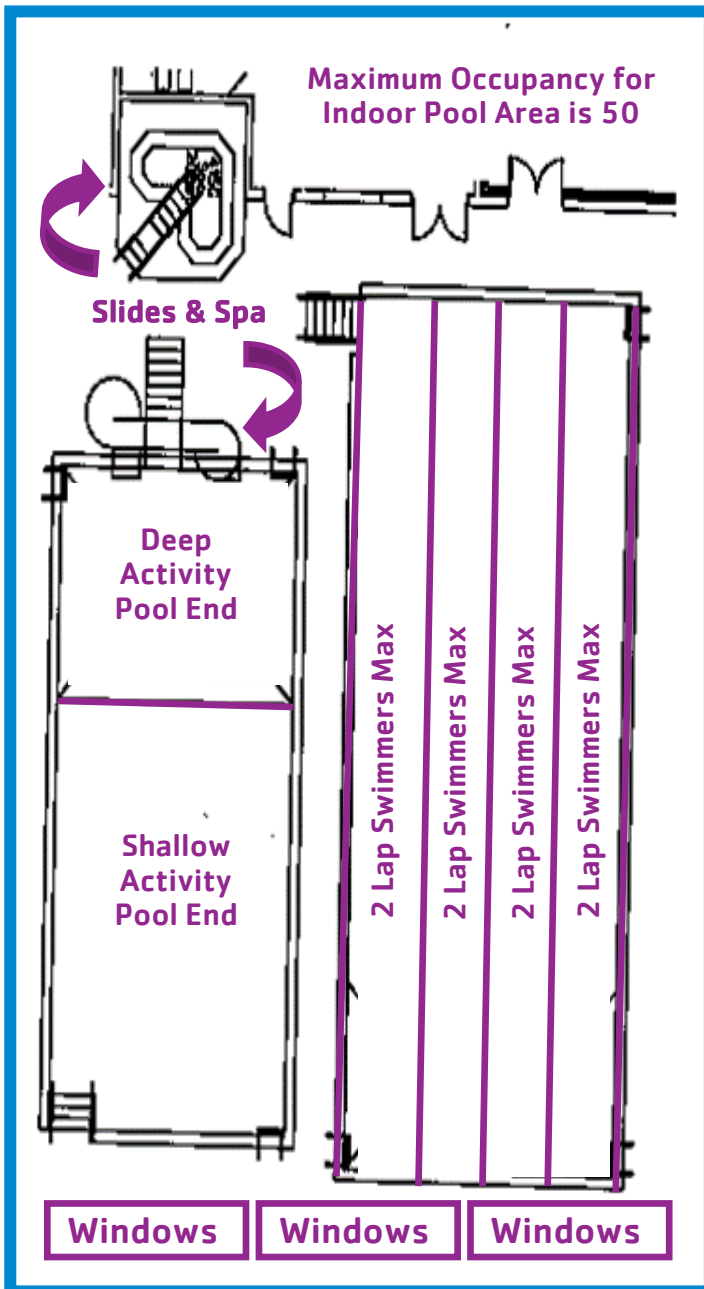 Maximum Occupancy for
Indoor Pool Area is 50
Slides & Spa
Deep
Activity
Pool End
Shallow
Activity
Pool End
2 Lap Swimmers Max
2 Lap Swimmers Max
2 Lap Swimmers Max
2 Lap Swimmers Max
Windows
Windows
Windows